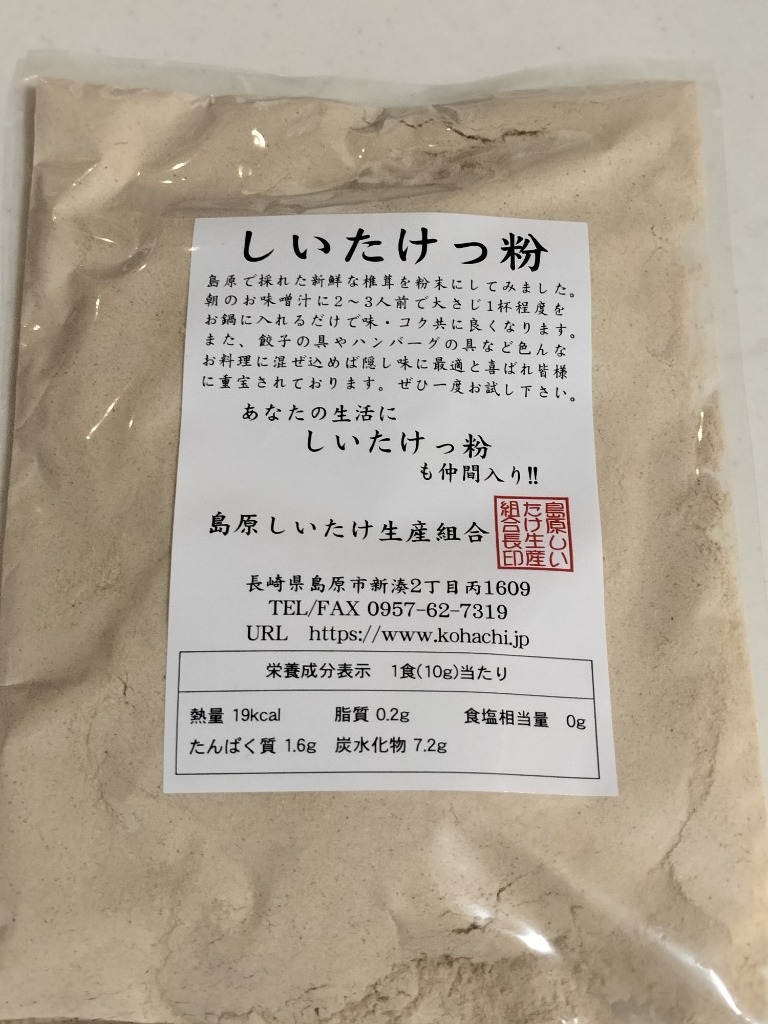 しいたけっ粉
島原で採れた新鮮な椎茸を粉末にしてみました。
朝のお味噌汁に2～3人前で大さじ1杯程度を
お鍋に入れるだけで味・コク共に良くなります。
また、餃子の具やハンバーグの具など色んな
お料理に混ぜ込めば隠し味に最適と喜ばれ皆様
に重宝されております。ぜひ一度お試し下さい。
あなたの生活に
しいたけっ粉
も仲間入り!!
島原しいたけ生産組合
島原しい
たけ生産
組合長印
長崎県島原市新湊2丁目丙1609
TEL/FAX 0957-62-7319
URL https://www.kohachi.jp
栄養成分表示 1食(10g)当たり
熱量 19kcal 脂質 0.2g 食塩相当量 0g
たんぱく質 1.6g 炭水化物 7.2g